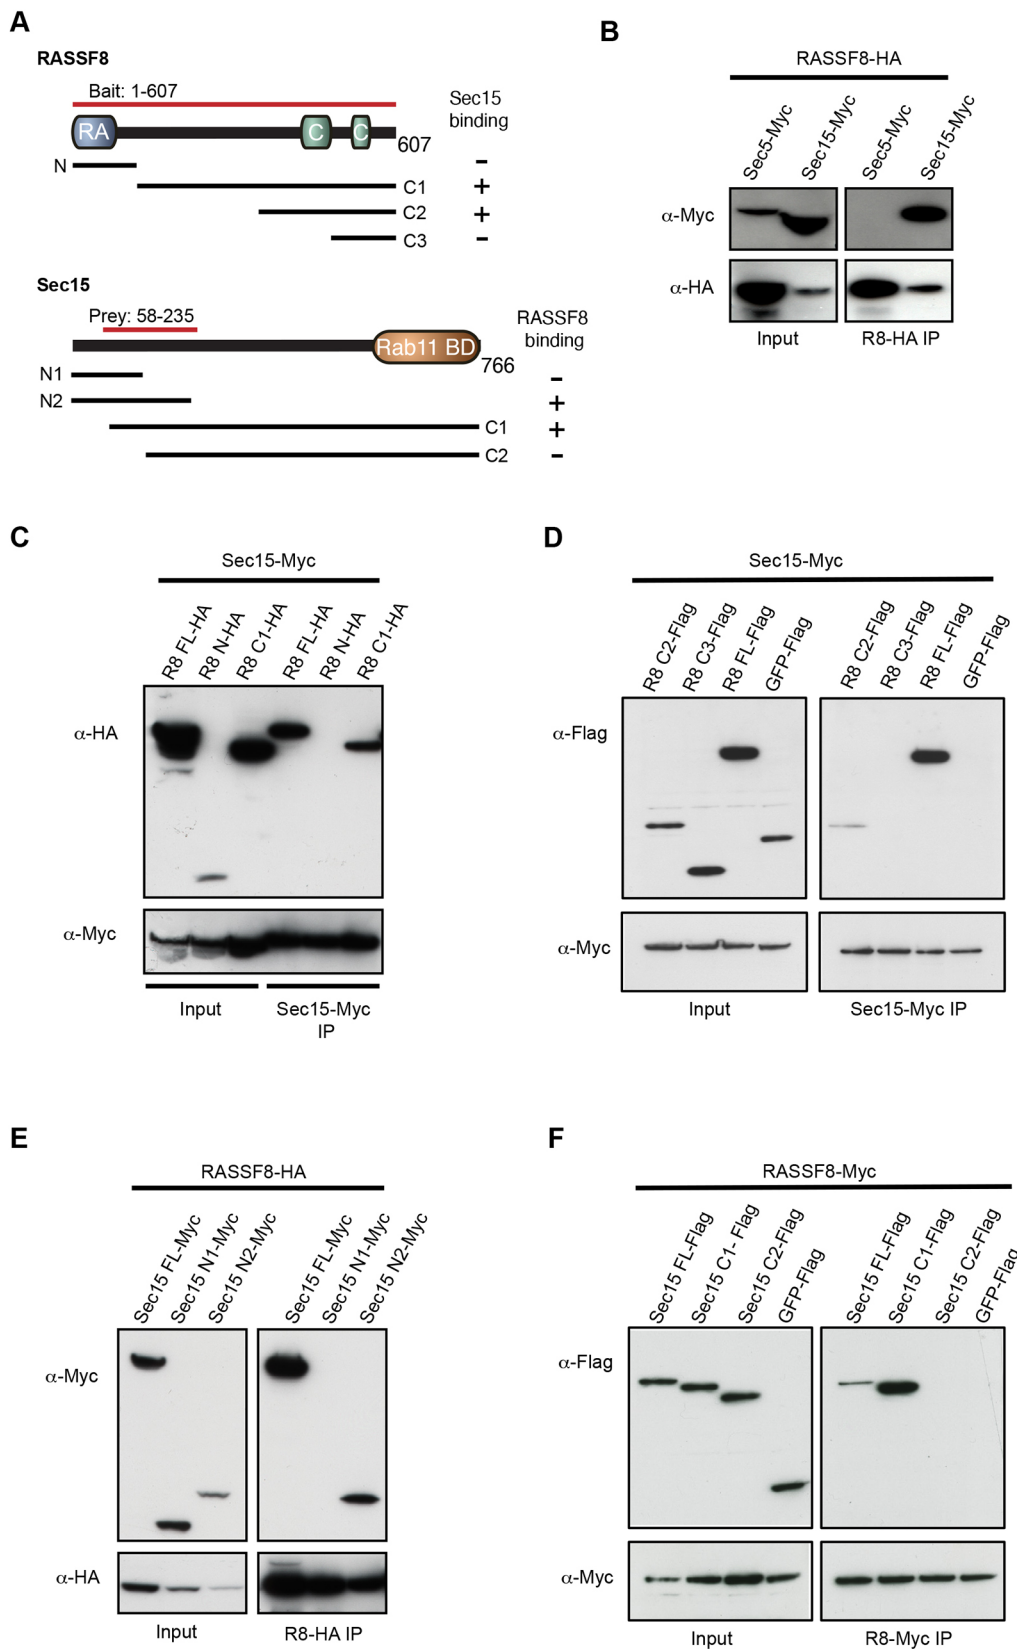 A
RASSF8
Bait: 1-607
Sec15
binding
RA
C
C
607
N
-
C1
+
C2
+
C3
-
Sec15
Prey: 58-235
RASSF8
binding
Rab11 BD
766
N1
-
N2
+
C1
+
C2
-
B
RASSF8-HA
Sec5-Myc
Sec15-Myc
Sec5-Myc
Sec15-Myc
α-Myc
α-HA
Input
R8-HA IP
C
Sec15-Myc
R8 FL-HA
R8 N-HA
R8 C1-HA
R8 FL-HA
R8 N-HA
R8 C1-HA
α-HA
α-Myc
Input
Sec15-Myc
IP
D
Sec15-Myc
R8 C2-Flag
R8 C3-Flag
R8 FL-Flag
GFP-Flag
R8 C2-Flag
R8 C3-Flag
R8 FL-Flag
GFP-Flag
α-Flag
α-Myc
Input
Sec15-Myc IP
E
RASSF8-HA
Sec15 FL-Myc
Sec15 N1-Myc
Sec15 N2-Myc
Sec15 FL-Myc
Sec15 N1-Myc
Sec15 N2-Myc
α-Myc
α-HA
Input
R8-HA IP
F
RASSF8-Myc
Sec15 FL-Flag
Sec15 C1- Flag
Sec15 C2-Flag
GFP-Flag
Sec15 FL-Flag
Sec15 C1-Flag
Sec15 C2-Flag
GFP-Flag
α-Flag
α-Myc
Input
R8-Myc IP